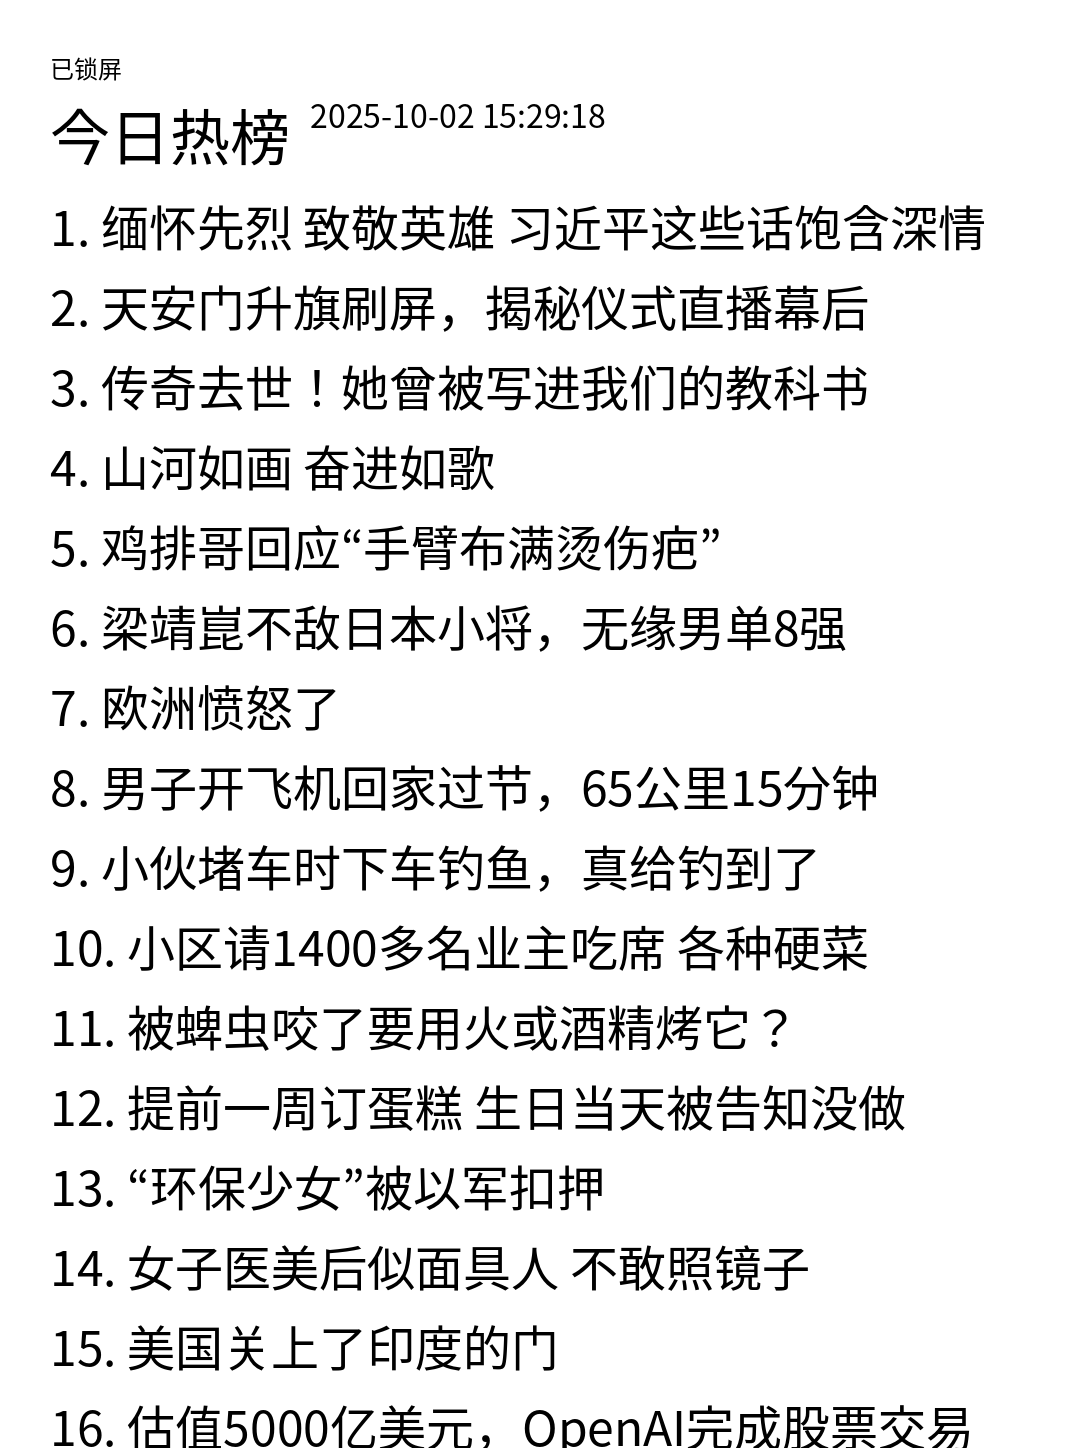 已锁屏
今日热榜 2025-10-02 15:29:18
1. 缅怀先烈 致敬英雄 习近平这些话饱含深情
2. 天安门升旗刷屏，揭秘仪式直播幕后
3. 传奇去世！她曾被写进我们的教科书
4. 山河如画 奋进如歌
5. 鸡排哥回应“手臂布满烫伤疤”
6. 梁靖崑不敌日本小将，无缘男单8强
7. 欧洲愤怒了
8. 男子开飞机回家过节，65公里15分钟
9. 小伙堵车时下车钓鱼，真给钓到了
10. 小区请1400多名业主吃席 各种硬菜
11. 被蜱虫咬了要用火或酒精烤它？
12. 提前一周订蛋糕 生日当天被告知没做
13. “环保少女”被以军扣押
14. 女子医美后似面具人 不敢照镜子
15. 美国关上了印度的门
16. 估值5000亿美元，OpenAI完成股票交易